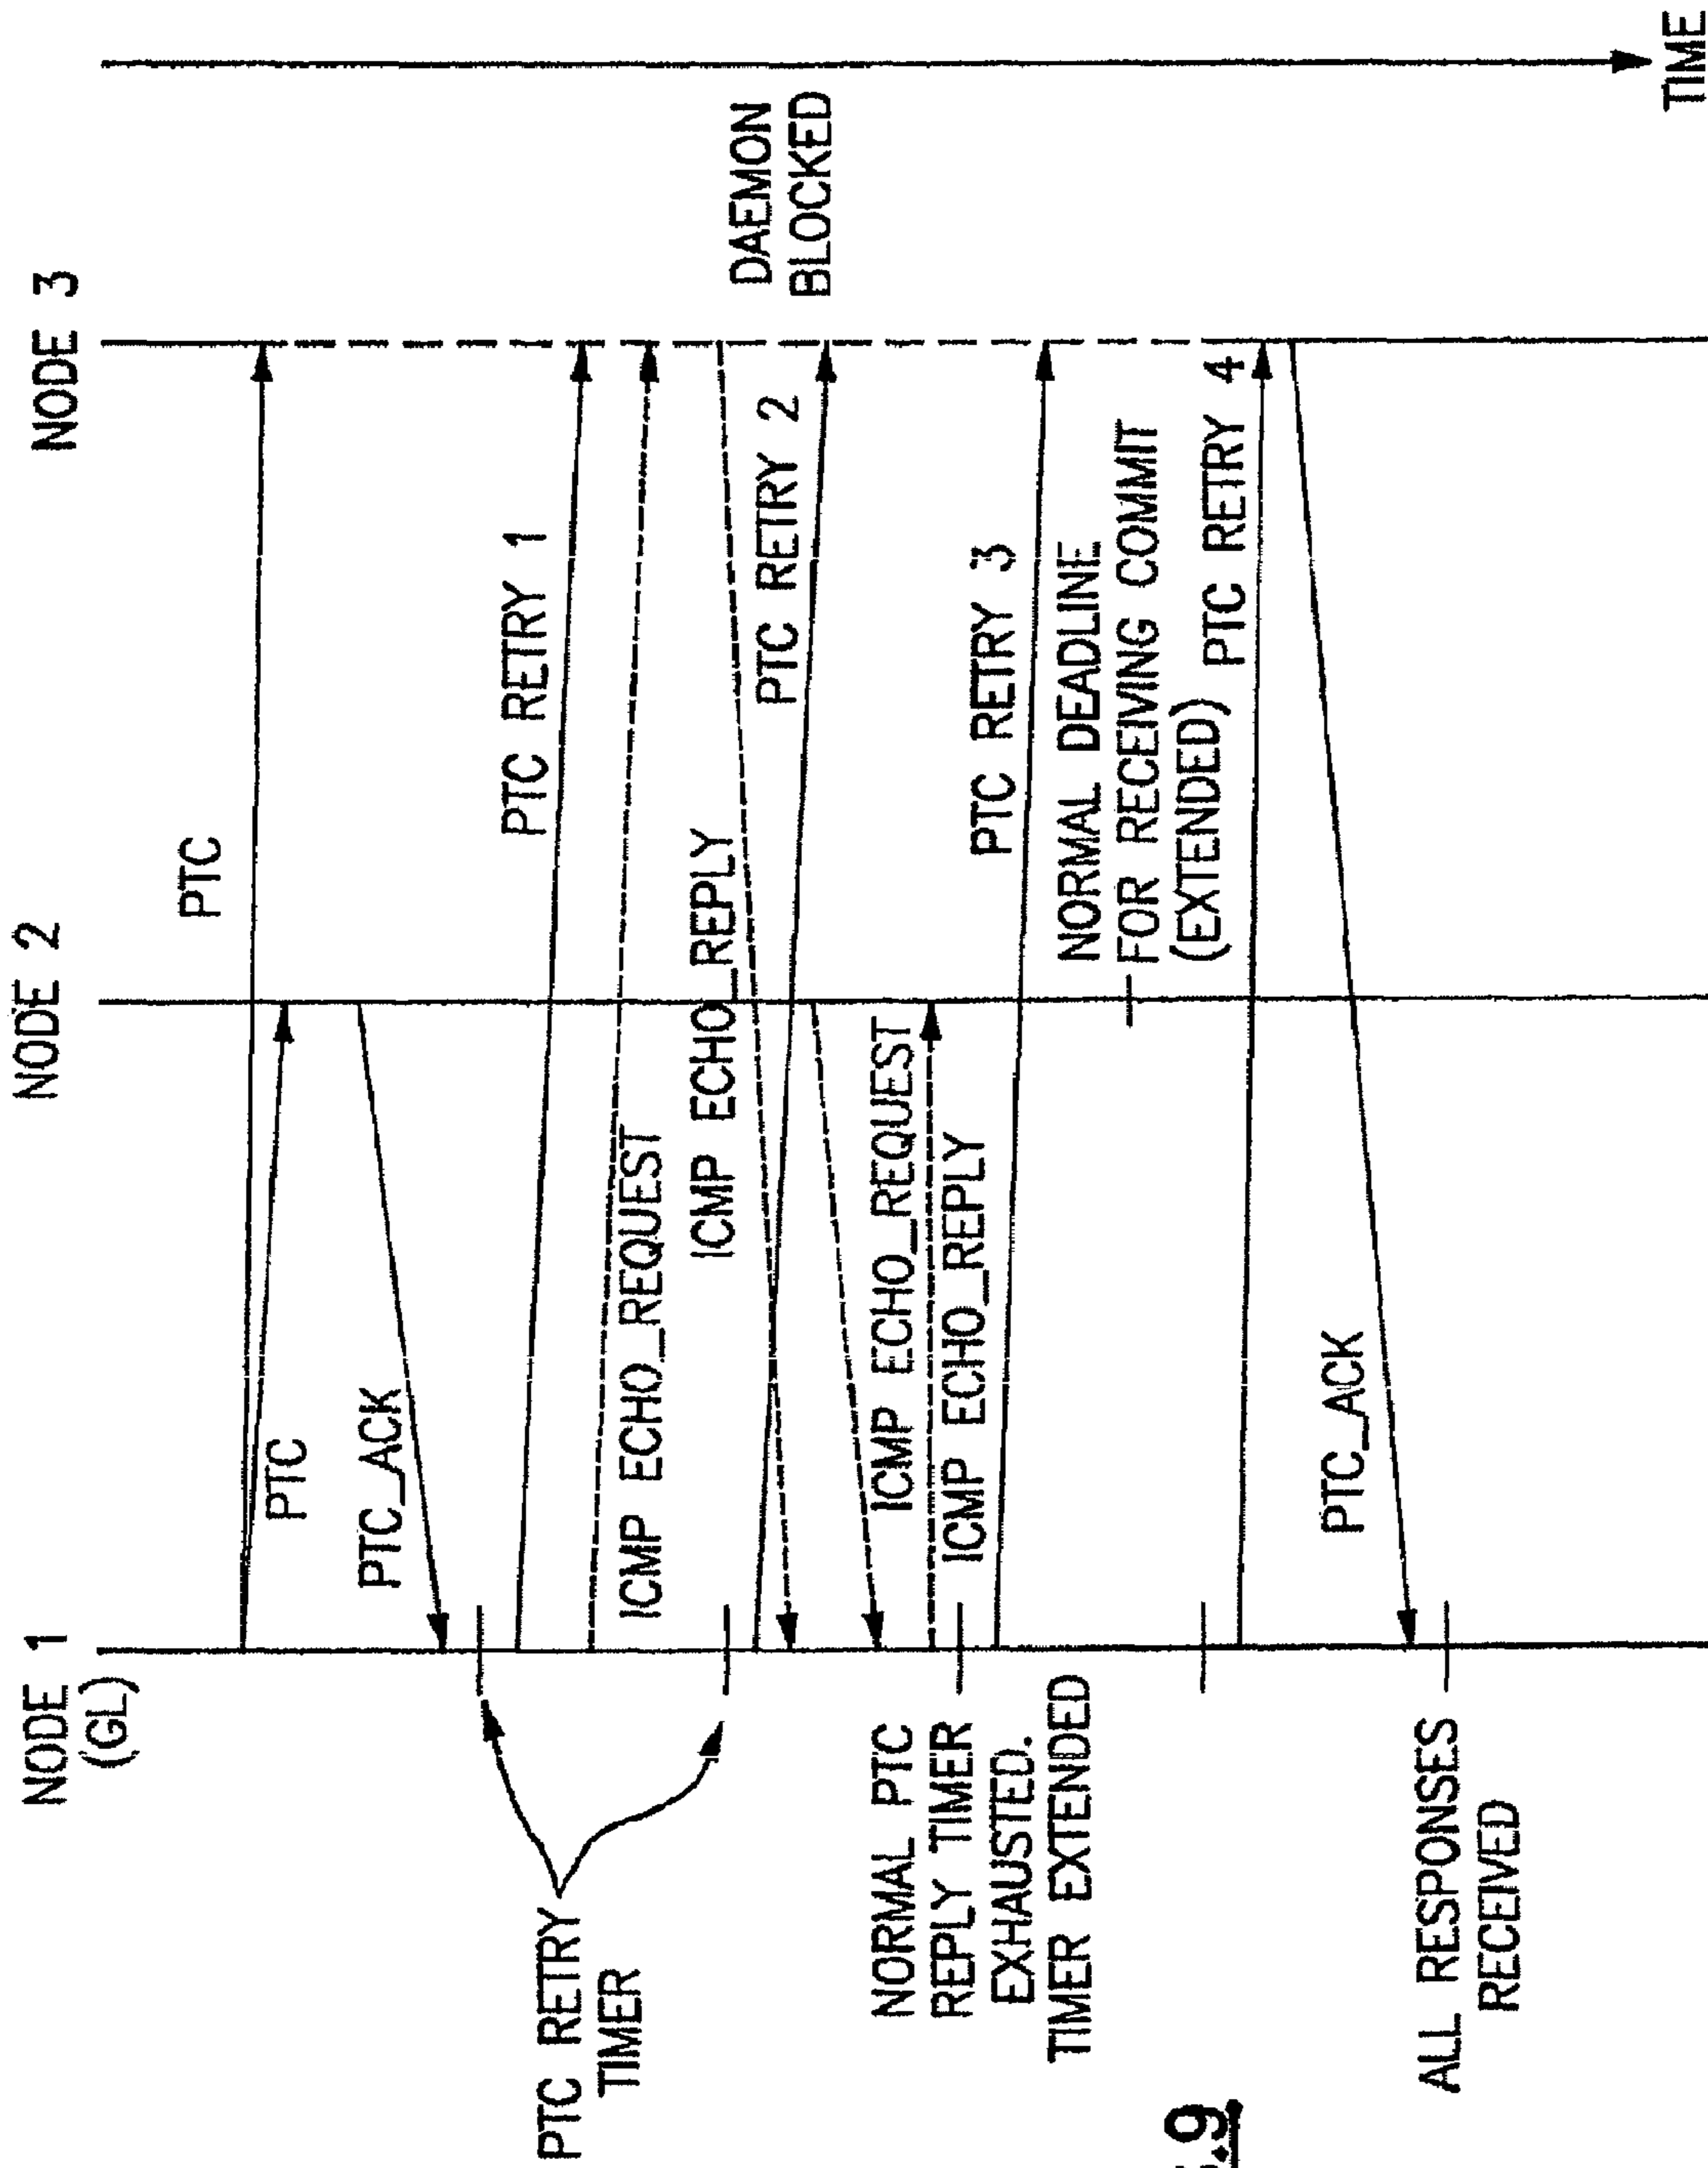 NODE 1
(GL)
NODE 2
NODE 3
PTC
PTC
PTC_ACK
PTC RETRY
TIMER
PTC RETRY 1
ICMP ECHO_REQUEST
ICMP ECHO_REPLY
PTC RETRY 2
DAEMON
BLOCKED
ICMP ECHO_REQUEST
ICMP ECHO_REPLY
NORMAL PTC
REPLY TIMER
EXHAUSTED.
TIMER EXTENDED
PTC RETRY 3
NORMAL DEADLINE
FOR RECEIVING COMMIT
(EXTENDED)
PTC RETRY 4
PTC_ACK
ALL RESPONSES
RECEIVED
TIME
.9